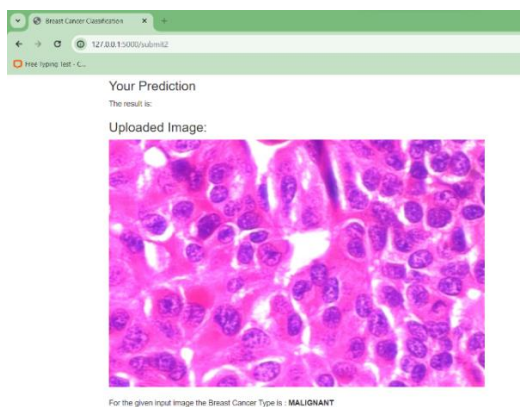 Breast Cancer Classification
127.0.0.1:5000/submit2
Free Typing Test - C...
Your Prediction
The result is:
Uploaded Image:
For the given input image the Breast Cancer Type is : MALIGNANT